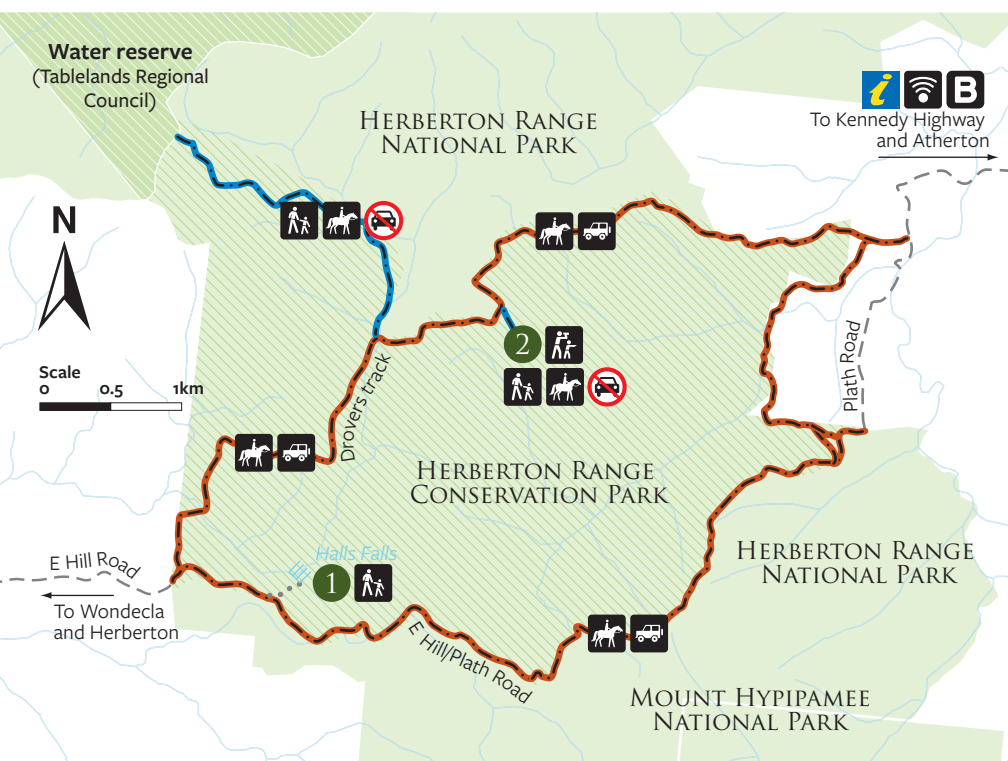 Water reserve
(Tablelands Regional
Council)
HERBERTON RANGE
NATIONAL PARK
i
B
To Kennedy Highway
and Atherton
N
Scale
0 0.5 1km
2
Plath Road
Drovers track
HERBERTON RANGE
CONSERVATION PARK
Halls Falls
1
E Hill Road
To Wondecla
and Herberton
HERBERTON RANGE
NATIONAL PARK
E Hill/Plath Road
MOUNT HYPIPAMEE
NATIONAL PARK